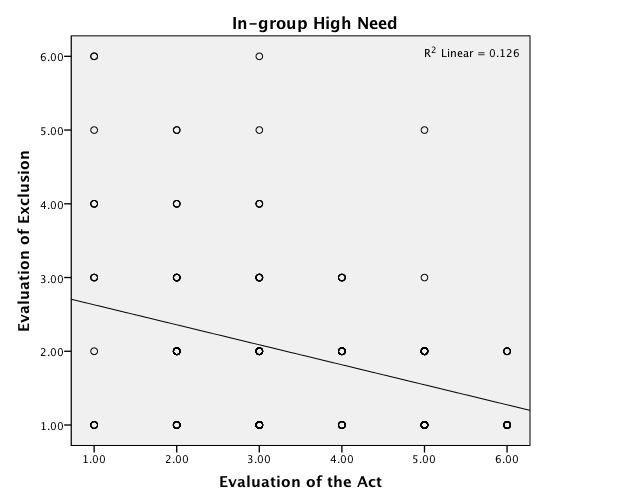 In-group High Need
R² Linear = 0.126
6.00
5.00
4.00
3.00
2.00
1.00
Evaluation of Exclusion
1.00 2.00 3.00 4.00 5.00 6.00
Evaluation of the Act